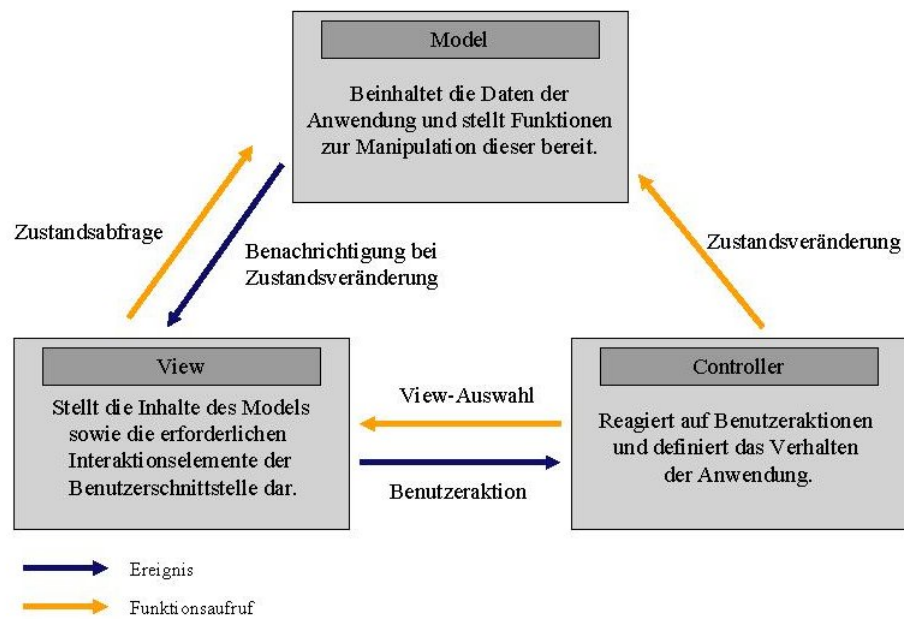 Model
Beinhaltet die Daten der
Anwendung und stellt Funktionen
zur Manipulation dieser bereit.
Zustandsabfrage
Benachrichtigung bei
Zustandsveränderung
Zustandsveränderung
View
Stellt die Inhalte des Models
sowie die erforderlichen
Interaktionselemente der
Benutzerschnittstelle dar.
View-Auswahl
Benutzeraktion
Controller
Reagiert auf Benutzeraktionen
und definiert das Verhalten
der Anwendung.
Ereignis
Funktionsaufruf